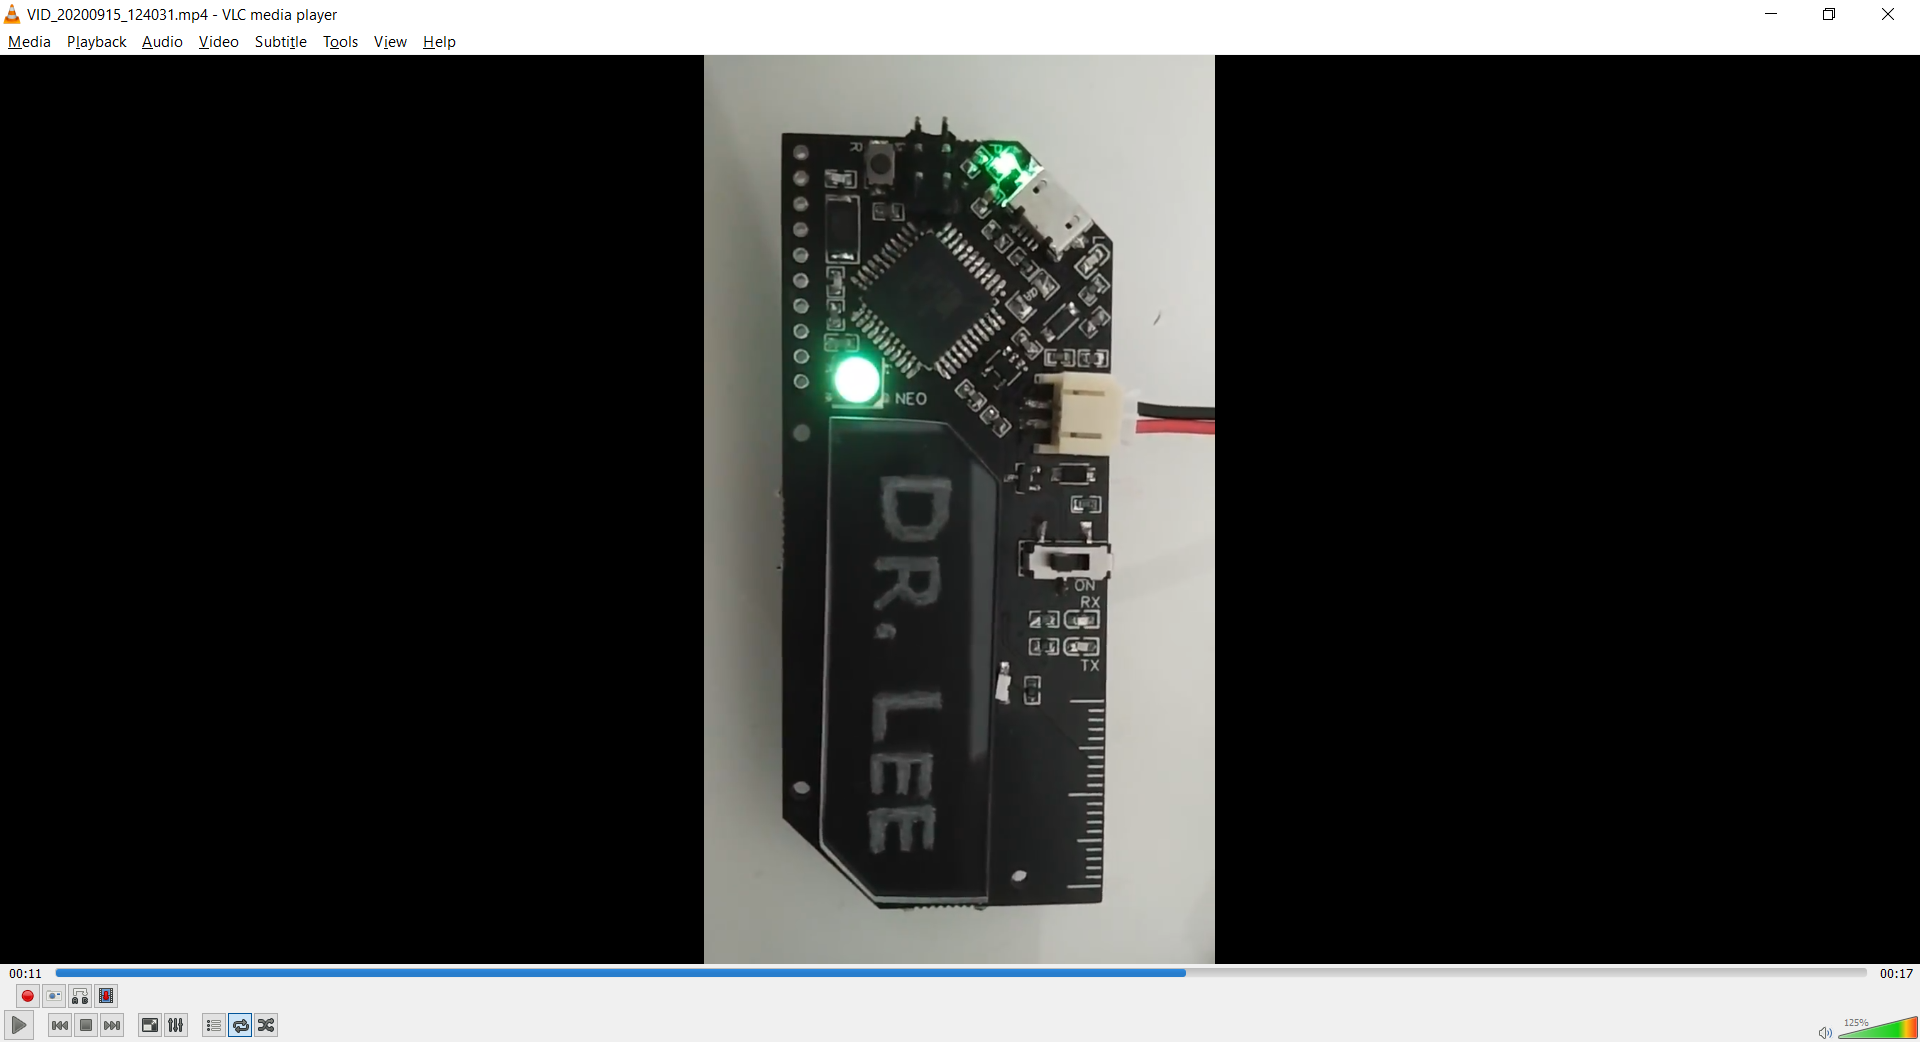 VID_20200915_124031.mp4 - VLC media player
Media Playback Audio Video Subtitle Tools View Help
R
NEO
DR. LEE
L
ON
RX
TX
00:11
00:17
125%